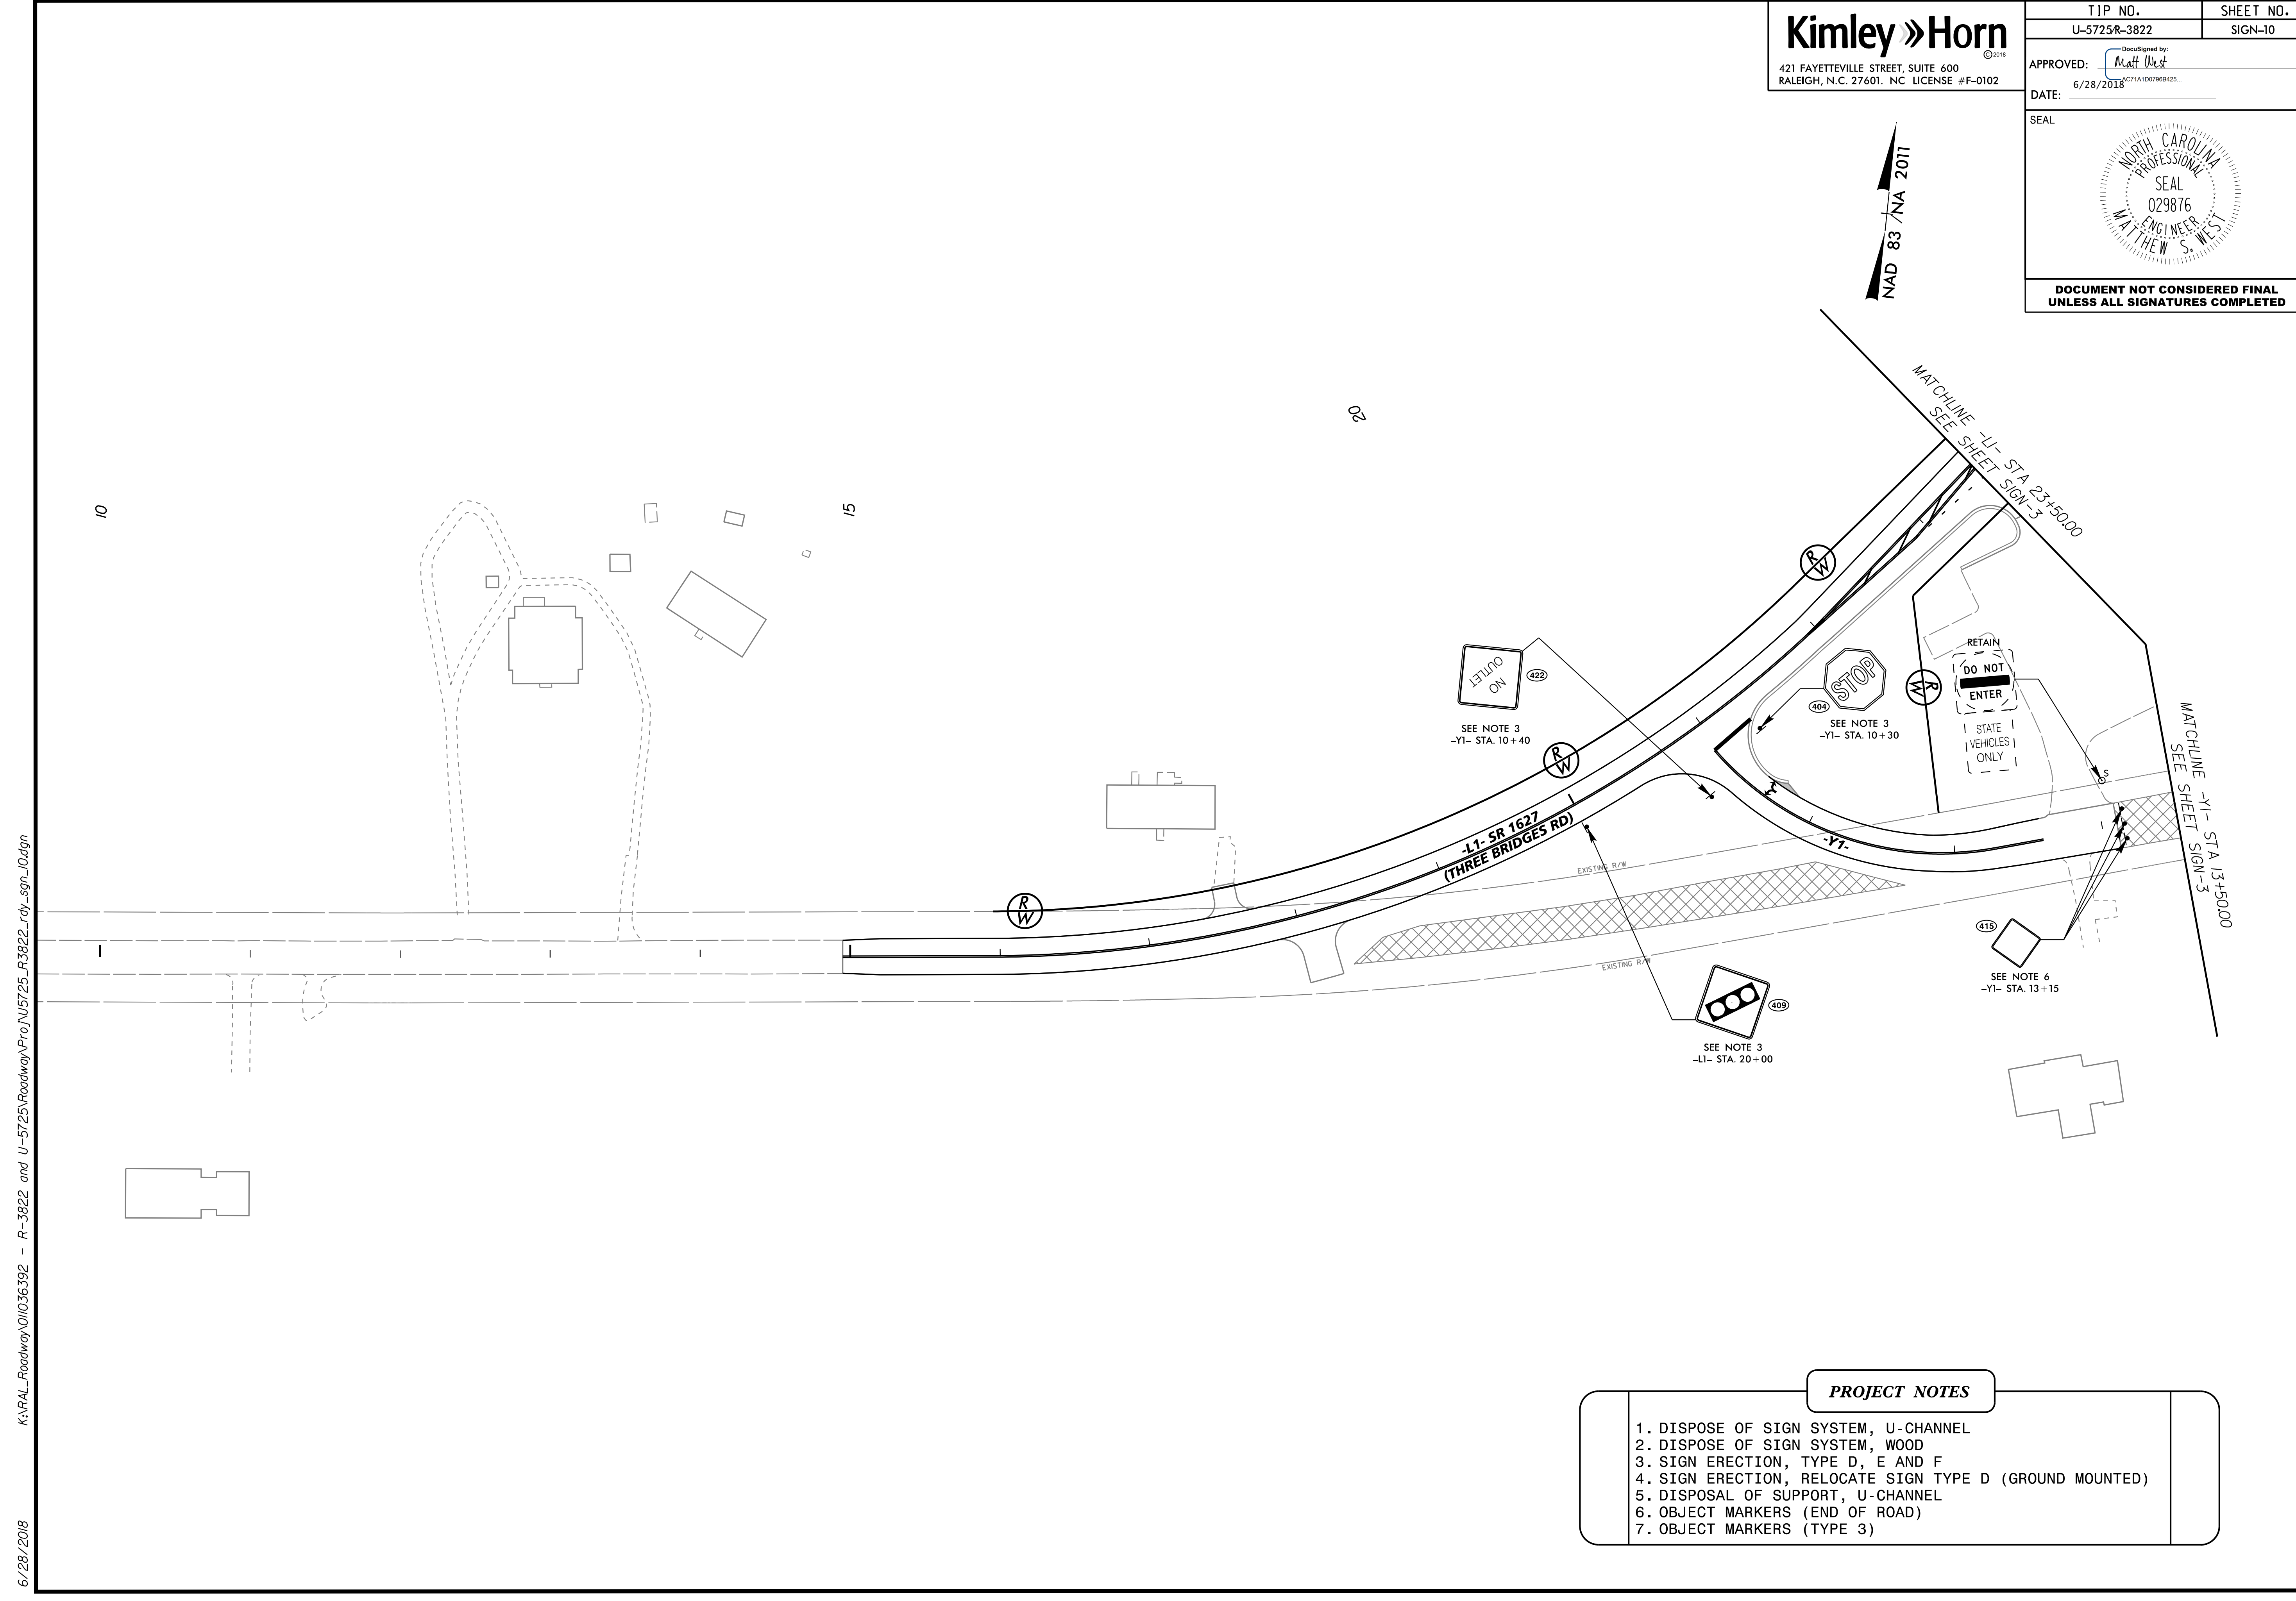 Kimley»Horn
© 2018
421 FAYETTEVILLE STREET, SUITE 600
RALEIGH, N.C. 27601. NC LICENSE #F-0102
TIP NO.
SHEET NO.
U-5725/R-3822
SIGN-10
DocuSigned by:
APPROVED: Matt West
AC71A1D0796B425...
6/28/2018
DATE:
SEAL
NORTH CAROLINA
PROFESSIONAL
SEAL
029876
ENGINEER
MATTHEW S. WEST
DOCUMENT NOT CONSIDERED FINAL
UNLESS ALL SIGNATURES COMPLETED
NAD 83 /NA 2011
MATCHLINE -L1- STA 23+50.00
SEE SHEET SIGN-3
20
10
15
R/W
R/W
R/W
R/W
NO
OUTLET
422
SEE NOTE 3
-Y1- STA. 10+40
STOP
404
SEE NOTE 3
-Y1- STA. 10+30
RETAIN
DO NOT
ENTER
STATE
VEHICLES
ONLY
S
MATCHLINE -Y1- STA 13+50.00
SEE SHEET SIGN-3
-L1- SR 1627
(THREE BRIDGES RD)
-Y1-
EXISTING R/W
EXISTING R/W
415
SEE NOTE 6
-Y1- STA. 13+15
409
SEE NOTE 3
-L1- STA. 20+00
PROJECT NOTES
1. DISPOSE OF SIGN SYSTEM, U-CHANNEL
2. DISPOSE OF SIGN SYSTEM, WOOD
3. SIGN ERECTION, TYPE D, E AND F
4. SIGN ERECTION, RELOCATE SIGN TYPE D (GROUND MOUNTED)
5. DISPOSAL OF SUPPORT, U-CHANNEL
6. OBJECT MARKERS (END OF ROAD)
7. OBJECT MARKERS (TYPE 3)
K:\RAL_Roadway\011036392 - R-3822 and U-5725\Roadway\Proj\U5725_R3822_rdy_sgn_10.dgn
6/28/2018